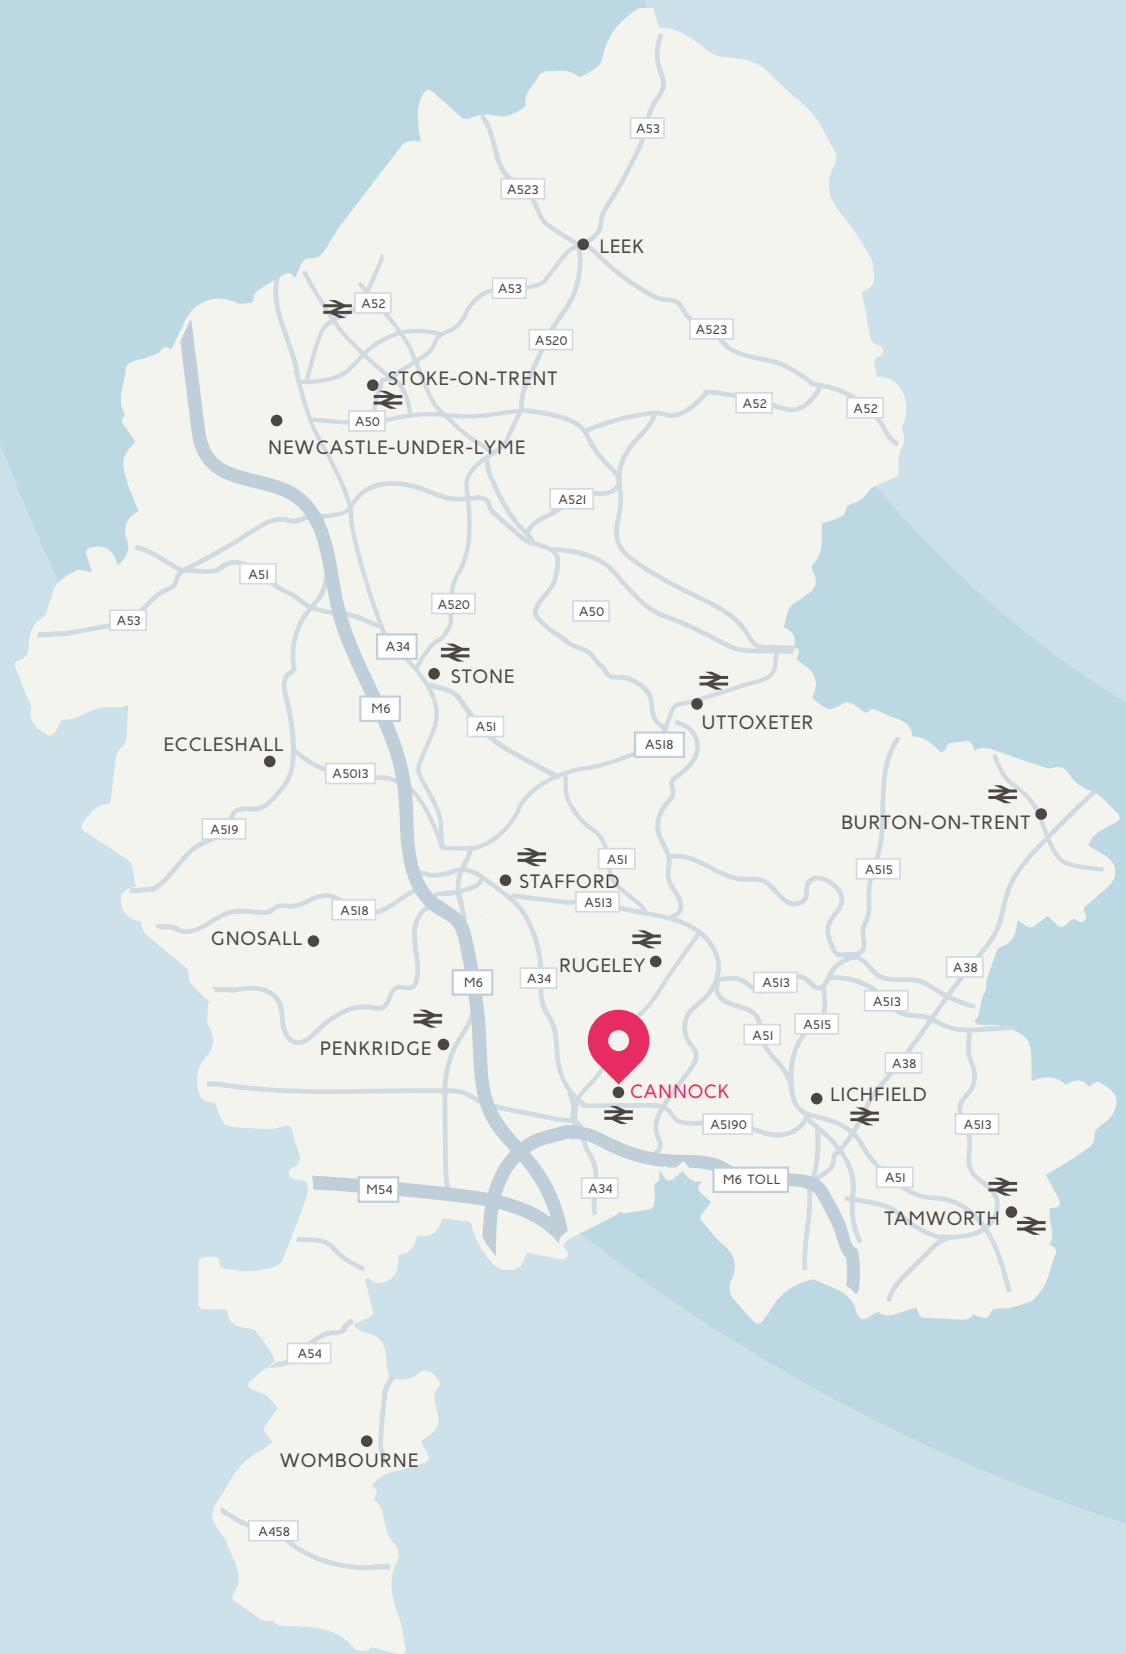 A53
A523
LEEK
A53
A52
A523
A520
STOKE-ON-TRENT
A52
A52
A50
NEWCASTLE-UNDER-LYME
A521
A51
A520
A50
A53
A34
STONE
M6
UTTOXETER
A51
ECCLESHALL
A518
A5013
BURTON-ON-TRENT
A519
A51
A515
STAFFORD
A513
A518
GNOSALL
RUGELEY
A38
M6
A34
A513
A513
A515
A51
PENKRIDGE
A38
CANNOCK
LICHFIELD
A5190
A513
A51
M6 TOLL
M54
A34
TAMWORTH
A54
WOMBOURNE
A458